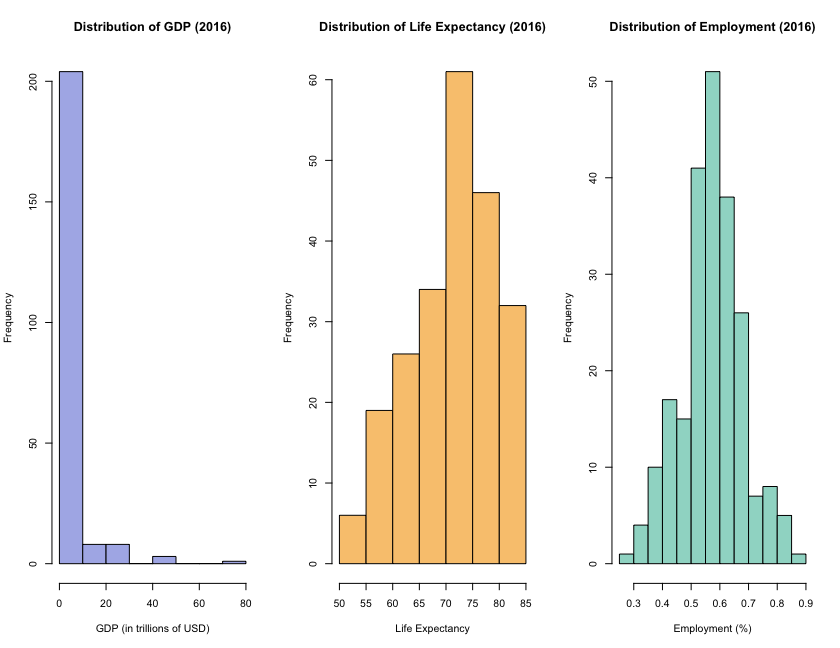 Distribution of GDP (2016)
Frequency
0 50 100 150 200
0 20 40 60 80
GDP (in trillions of USD)
Distribution of Life Expectancy (2016)
Frequency
0 10 20 30 40 50 60
50 55 60 65 70 75 80 85
Life Expectancy
Distribution of Employment (2016)
Frequency
0 10 20 30 40 50
0.3 0.4 0.5 0.6 0.7 0.8 0.9
Employment (%)